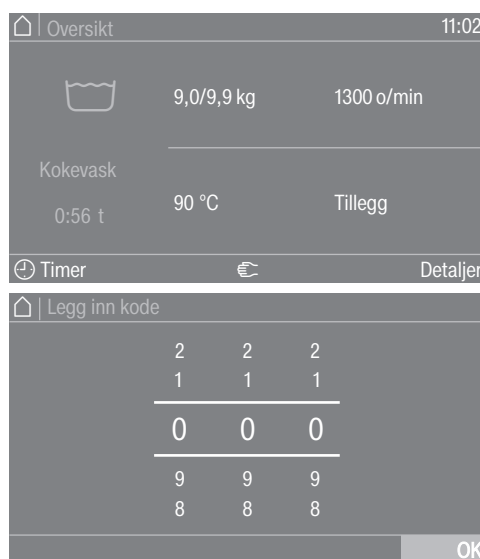 Oversikt 11:02
9,0/9,9 kg 1300 o/min
Kokevask
90 °C Tillegg
0:56 t
Timer Detaljer
Legg inn kode
2 2 2
1 1 1
0 0 0
9 9 9
8 8 8
OK